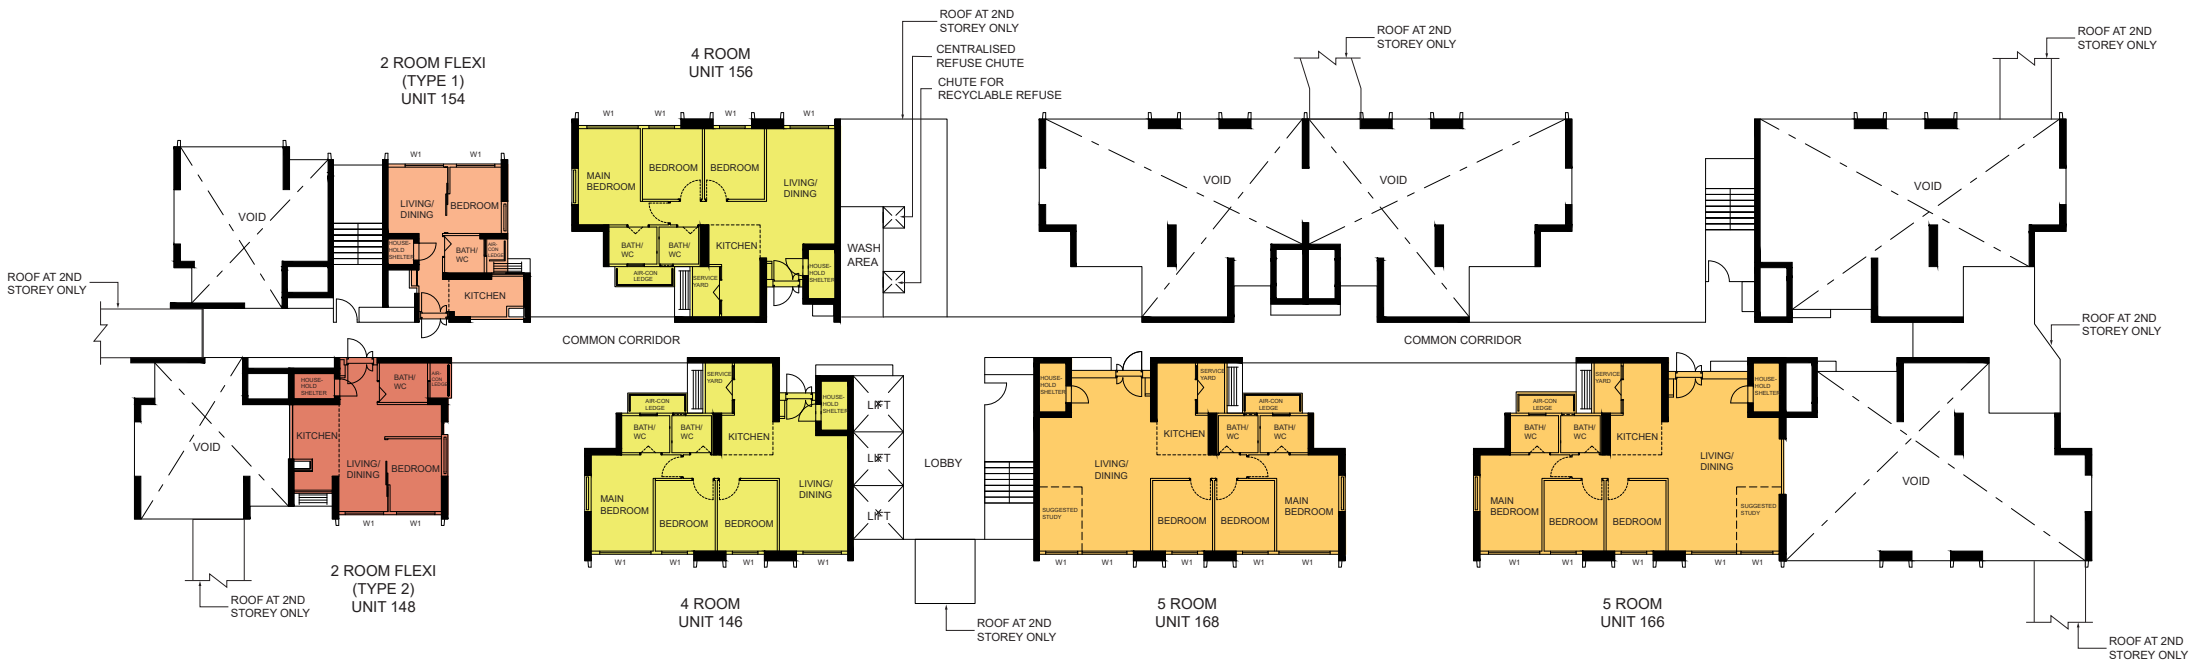 ROOF AT 2ND
STOREY ONLY
CENTRALISED
REFUSE CHUTE
CHUTE FOR
RECYCLABLE REFUSE
ROOF AT 2ND
STOREY ONLY
ROOF AT 2ND
STOREY ONLY
2 ROOM FLEXI
(TYPE 1)
UNIT 154
4 ROOM
UNIT 156
W1
W1
W1
W1
W1
W1
VOID
LIVING/
DINING
BEDROOM
HOUSE-
HOLD
SHELTER
BATH/
WC
AIR-
CON
LEDGE
KITCHEN
MAIN
BEDROOM
BEDROOM
BEDROOM
LIVING/
DINING
BATH/
WC
BATH/
WC
KITCHEN
AIR-CON
LEDGE
SERVICE
YARD
HOUSE-
HOLD
SHELTER
WASH
AREA
VOID
VOID
VOID
ROOF AT 2ND
STOREY ONLY
COMMON CORRIDOR
COMMON CORRIDOR
ROOF AT 2ND
STOREY ONLY
VOID
HOUSE-
HOLD
SHELTER
BATH/
WC
AIR-
CON
LEDGE
KITCHEN
LIVING/
DINING
BEDROOM
W1
W1
2 ROOM FLEXI
(TYPE 2)
UNIT 148
ROOF AT 2ND
STOREY ONLY
SERVICE
YARD
AIR-CON
LEDGE
HOUSE-
HOLD
SHELTER
BATH/
WC
BATH/
WC
KITCHEN
MAIN
BEDROOM
BEDROOM
BEDROOM
LIVING/
DINING
W1
W1
W1
W1
4 ROOM
UNIT 146
LIFT
LIFT
LIFT
LOBBY
ROOF AT 2ND
STOREY ONLY
HOUSE-
HOLD
SHELTER
SERVICE
YARD
AIR-CON
LEDGE
KITCHEN
BATH/
WC
BATH/
WC
LIVING/
DINING
SUGGESTED
STUDY
BEDROOM
BEDROOM
MAIN
BEDROOM
W1
W1
W1
W1
W1
5 ROOM
UNIT 168
SERVICE
YARD
AIR-CON
LEDGE
HOUSE-
HOLD
SHELTER
BATH/
WC
BATH/
WC
KITCHEN
LIVING/
DINING
MAIN
BEDROOM
BEDROOM
BEDROOM
SUGGESTED
STUDY
W1
W1
W1
W1
W1
5 ROOM
UNIT 166
VOID
ROOF AT 2ND
STOREY ONLY